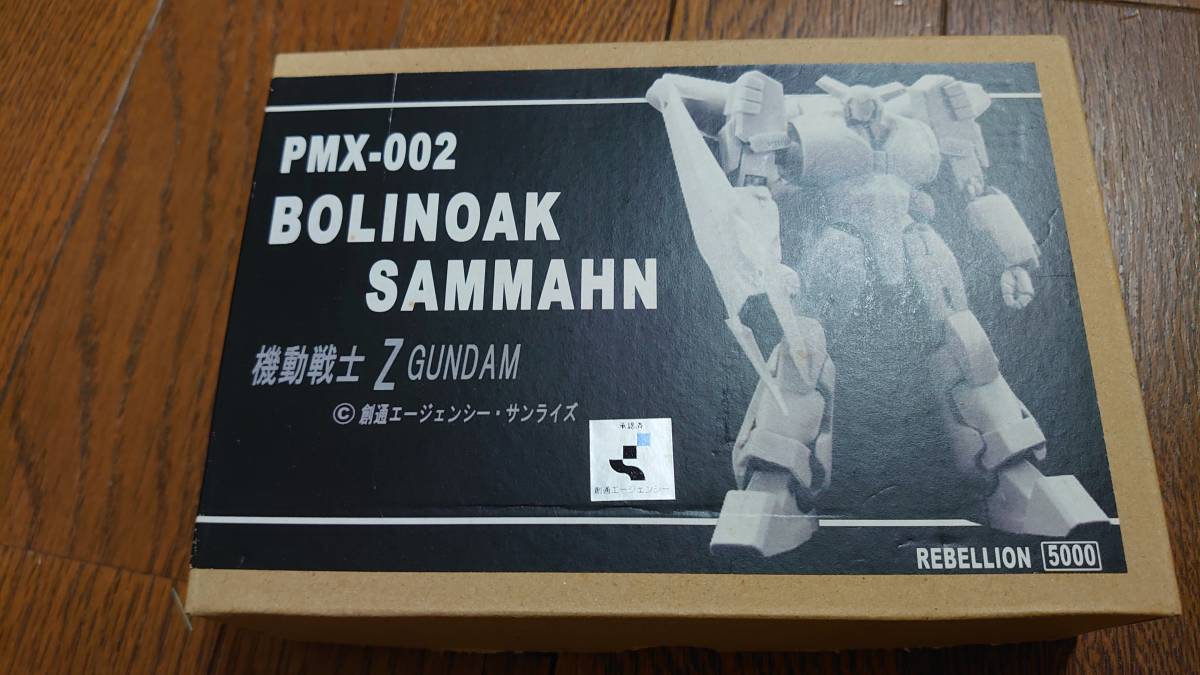 PMX-002
BOLINOAK
SAMMAHN
機動戦士 Z GUNDAM
© 創通エージェンシー・サンライズ
承認済
創通エージェンシー
REBELLION 5000